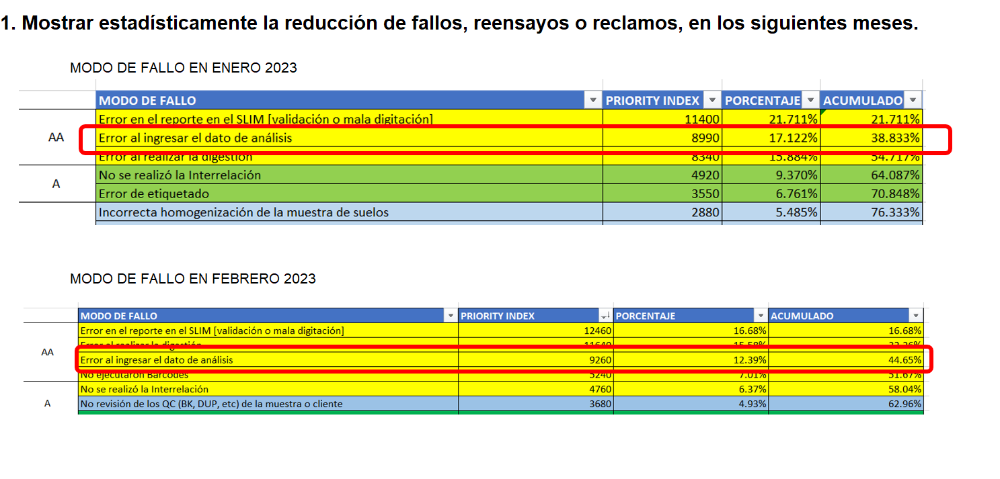 1. Mostrar estadísticamente la reducción de fallos, reensayos o reclamos, en los siguientes meses.
MODO DE FALLO EN ENERO 2023
MODO DE FALLO PRIORITY INDEX PORCENTAJE ACUMULADO
Error en el reporte en el SLIM [validación o mala digitación] 11400 21.711% 21.711%
AA Error al ingresar el dato de análisis 8990 17.122% 38.833%
Error al realizar la digestión 8340 15.884% 54.717%
No se realizó la Interrelación 4920 9.370% 64.087%
A
Error de etiquetado 3550 6.761% 70.848%
Incorrecta homogenización de la muestra de suelos 2880 5.485% 76.333%
MODO DE FALLO EN FEBRERO 2023
MODO DE FALLO PRIORITY INDEX PORCENTAJE ACUMULADO
Error en el reporte en el SLIM [validación o mala digitación] 12460 16.68% 16.68%
Error al realizar la digestión 11640 15.58% 32.26%
AA
Error al ingresar el dato de análisis 9260 12.39% 44.65%
No ejecutaron Barcodes 5240 7.01% 51.67%
No se realizó la Interrelación 4760 6.37% 58.04%
A No revisión de los QC (BK, DUP, etc) de la muestra o cliente 3680 4.93% 62.96%